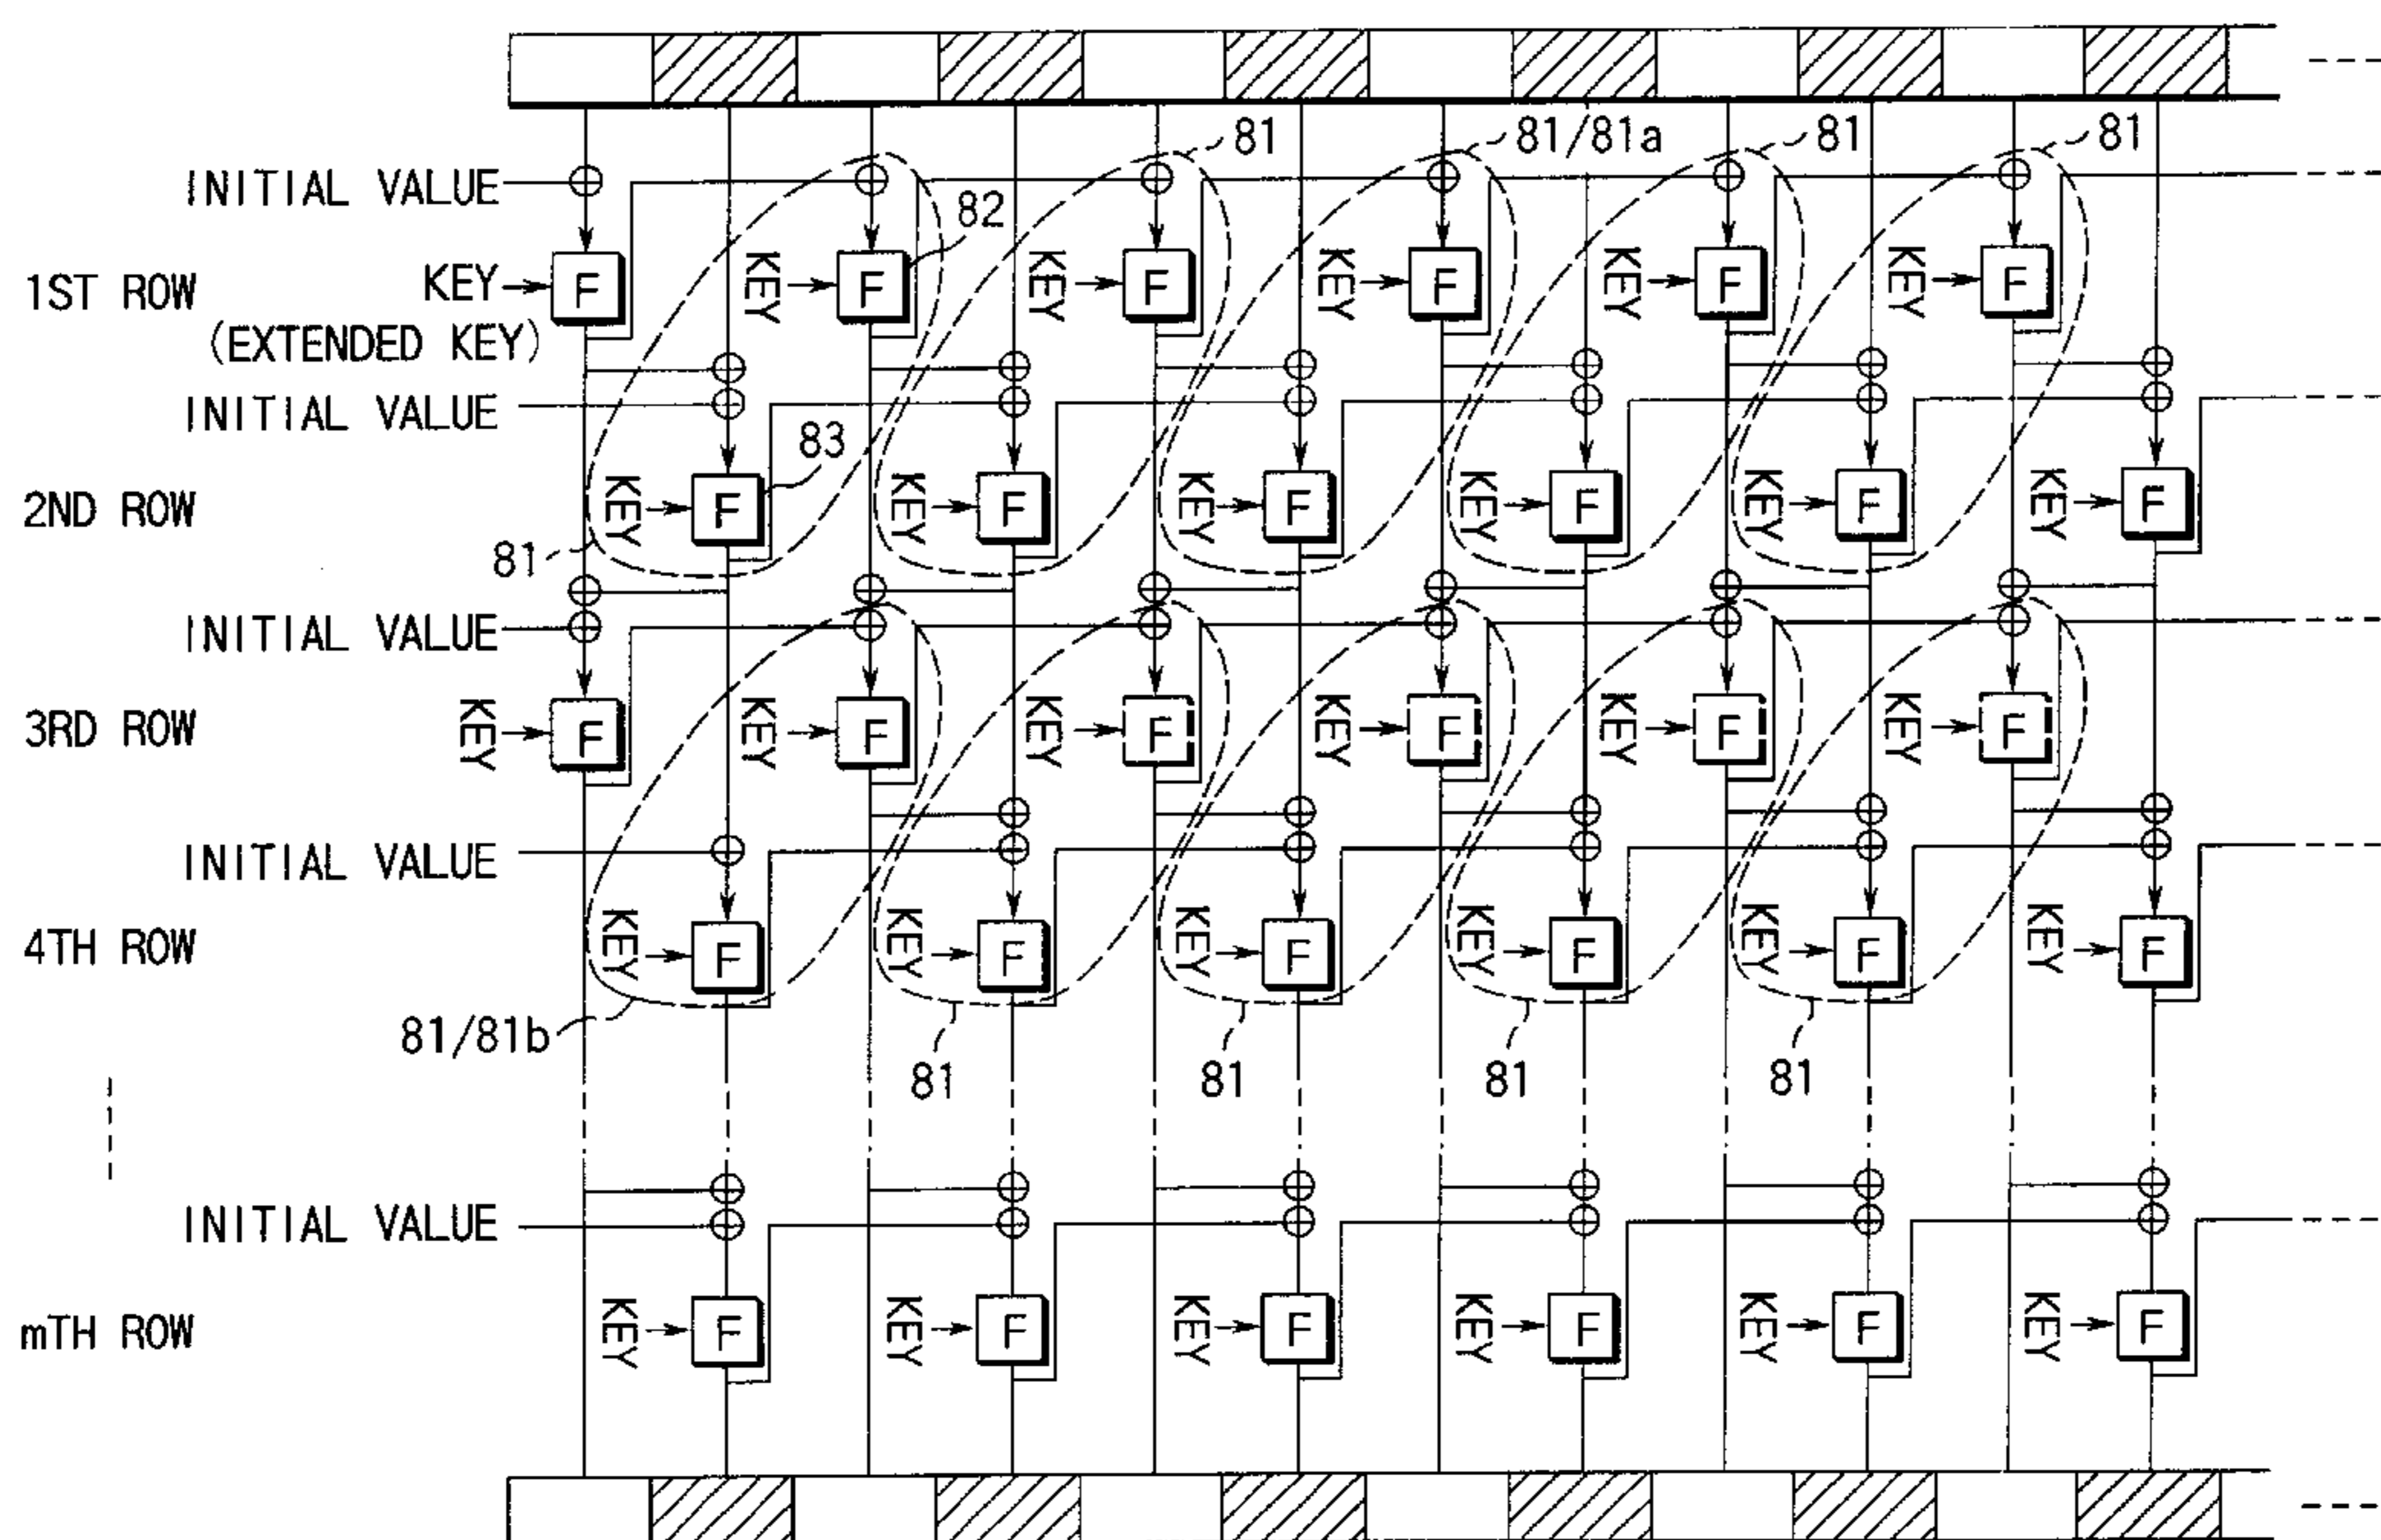 81 81/81a 81 81
INITIAL VALUE
82
1ST ROW KEY F KEY F KEY F KEY F KEY F KEY F
(EXTENDED KEY)
INITIAL VALUE
83
2ND ROW KEY F KEY F KEY F KEY F KEY F KEY F
81
INITIAL VALUE
3RD ROW KEY F KEY F KEY F KEY F KEY F KEY F
INITIAL VALUE
4TH ROW KEY F KEY F KEY F KEY F KEY F KEY F
81/81b 81 81 81 81
INITIAL VALUE
mTH ROW KEY F KEY F KEY F KEY F KEY F KEY F